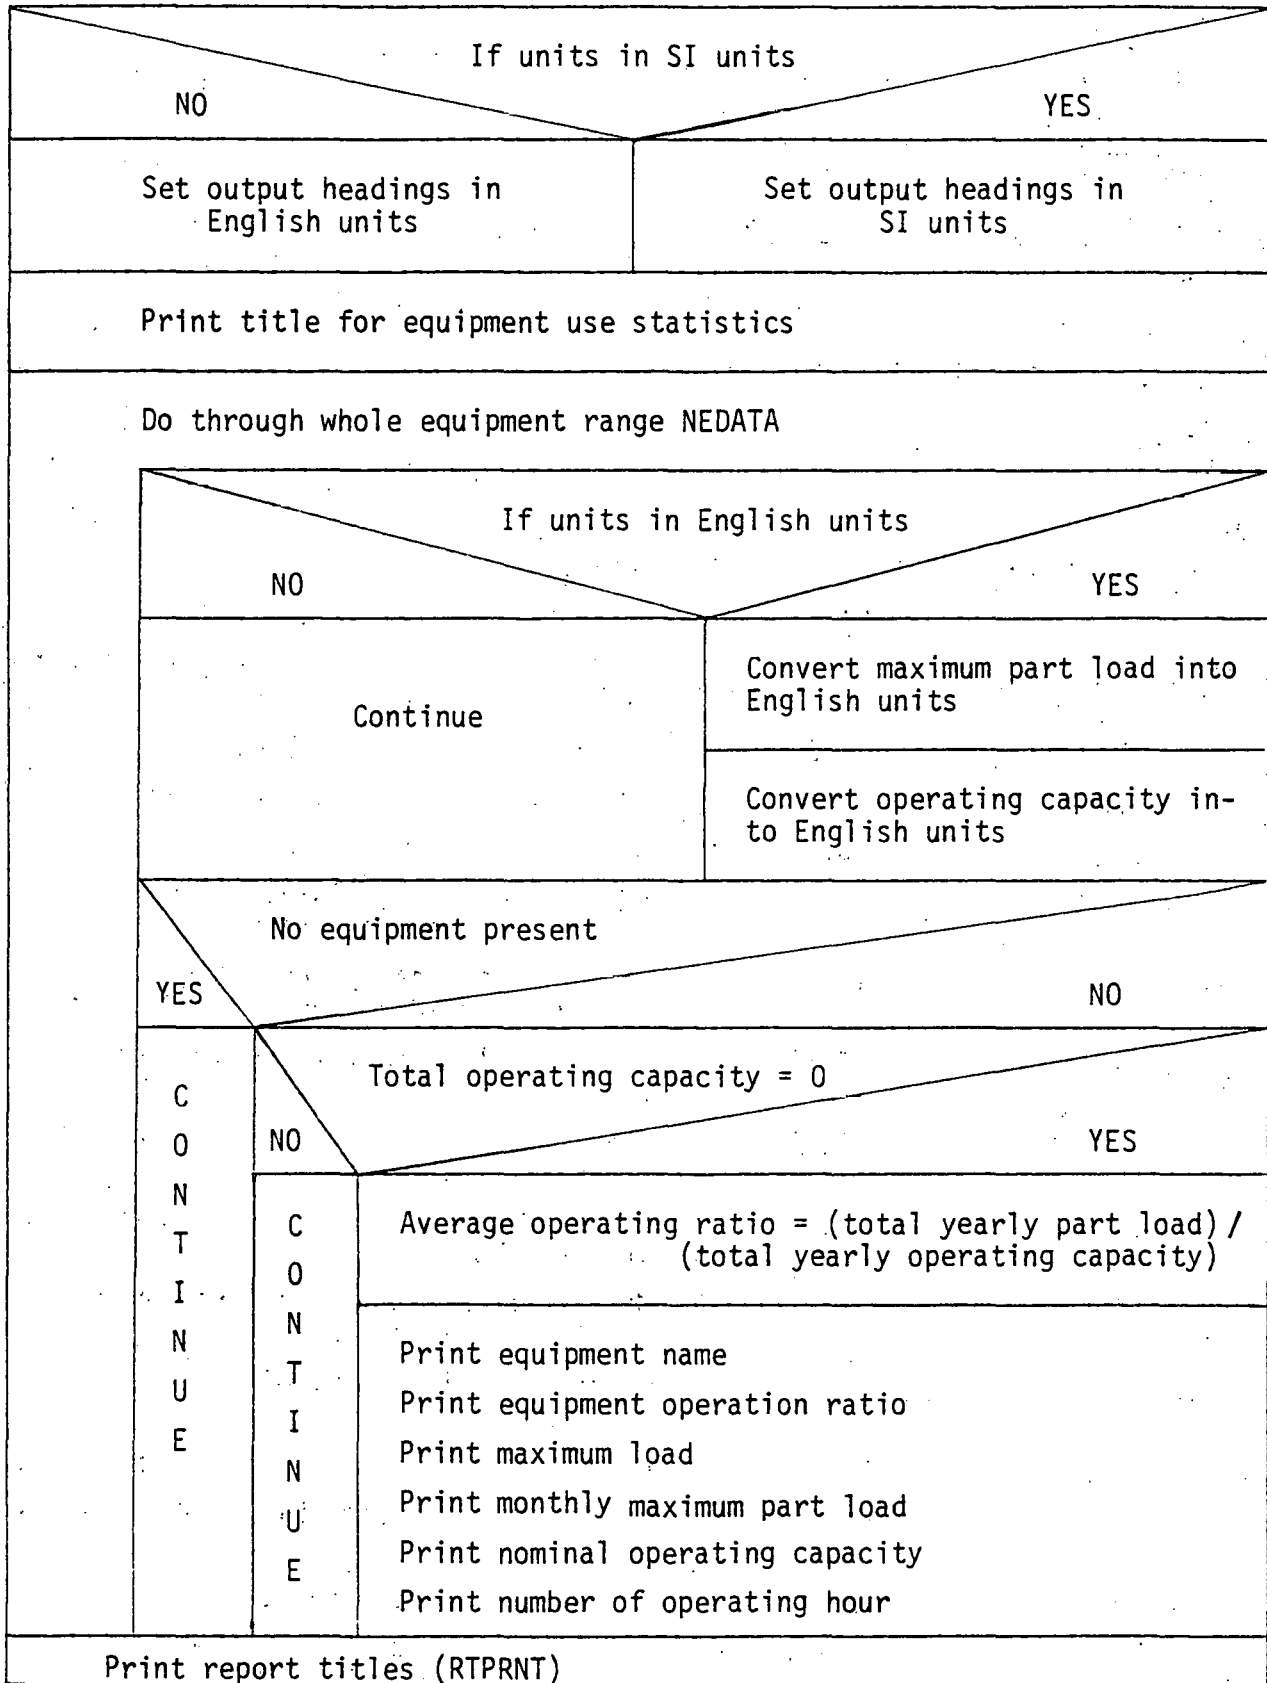 If units in SI units
NO
YES
Set output headings in
English units
Set output headings in
SI units
Print title for equipment use statistics
Do through whole equipment range NEDATA
If units in English units
NO
YES
Continue
Convert maximum part load into
English units
Convert operating capacity in-
to English units
No equipment present
YES
NO
CONTINUE
Total operating capacity = 0
NO
YES
CONTINUE
Average operating ratio = (total yearly part load) /
(total yearly operating capacity)
Print equipment name
Print equipment operation ratio
Print maximum load
Print monthly maximum part load
Print nominal operating capacity
Print number of operating hour
Print report titles (RTPRNT)